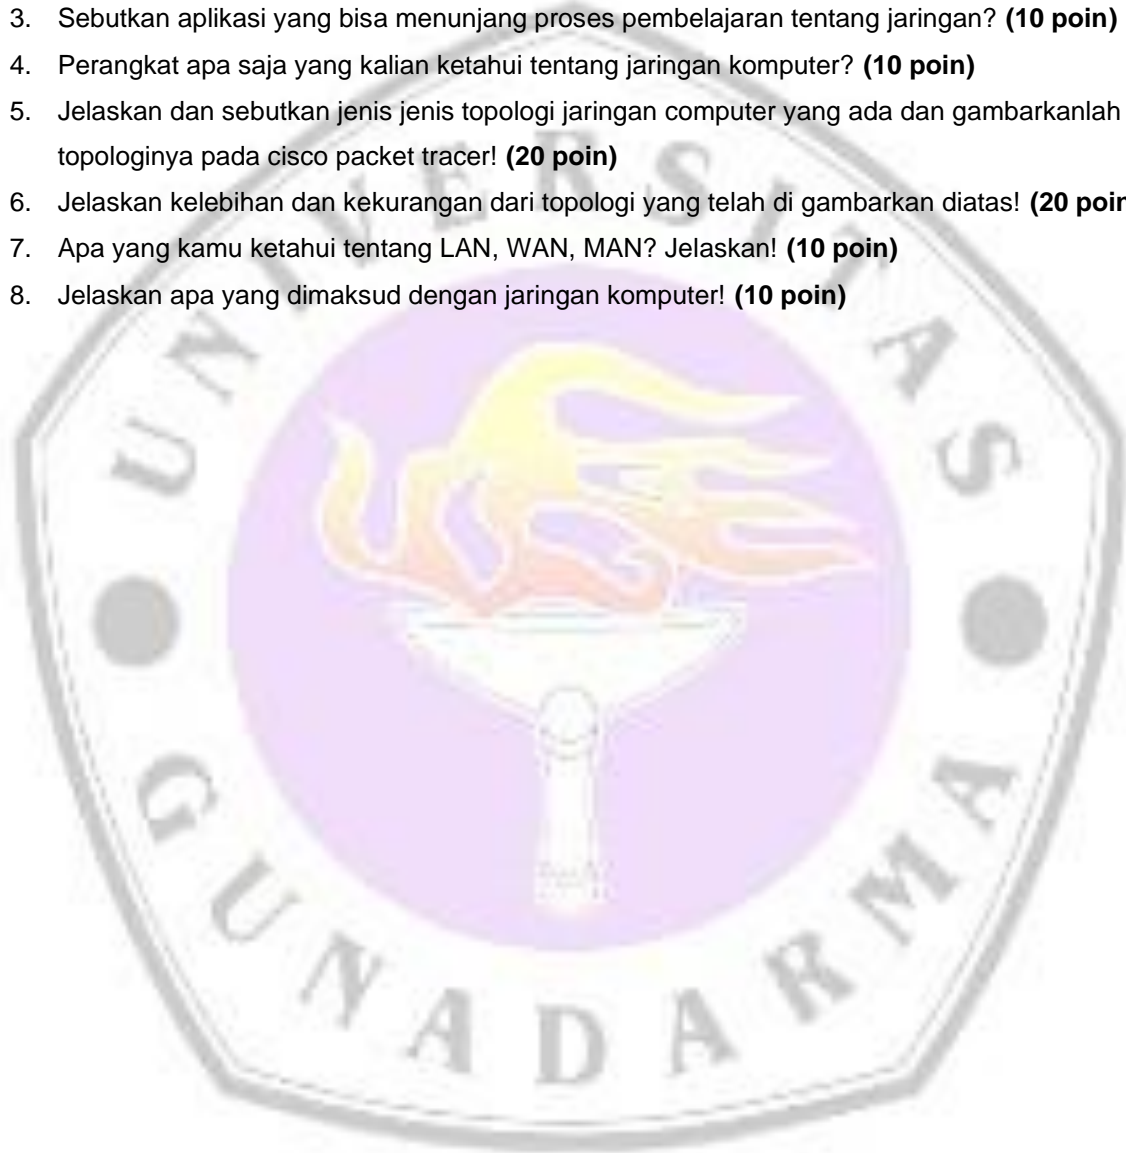 3. Sebutkan aplikasi yang bisa menunjang proses pembelajaran tentang jaringan? (10 poin)
4. Perangkat apa saja yang kalian ketahui tentang jaringan komputer? (10 poin)
5. Jelaskan dan sebutkan jenis jenis topologi jaringan computer yang ada dan gambarkanlah
topologinya pada cisco packet tracer! (20 poin)
6. Jelaskan kelebihan dan kekurangan dari topologi yang telah di gambarkan diatas! (20 poin
7. Apa yang kamu ketahui tentang LAN, WAN, MAN? Jelaskan! (10 poin)
8. Jelaskan apa yang dimaksud dengan jaringan komputer! (10 poin)
UNIVERSITAS
GUNADARMA